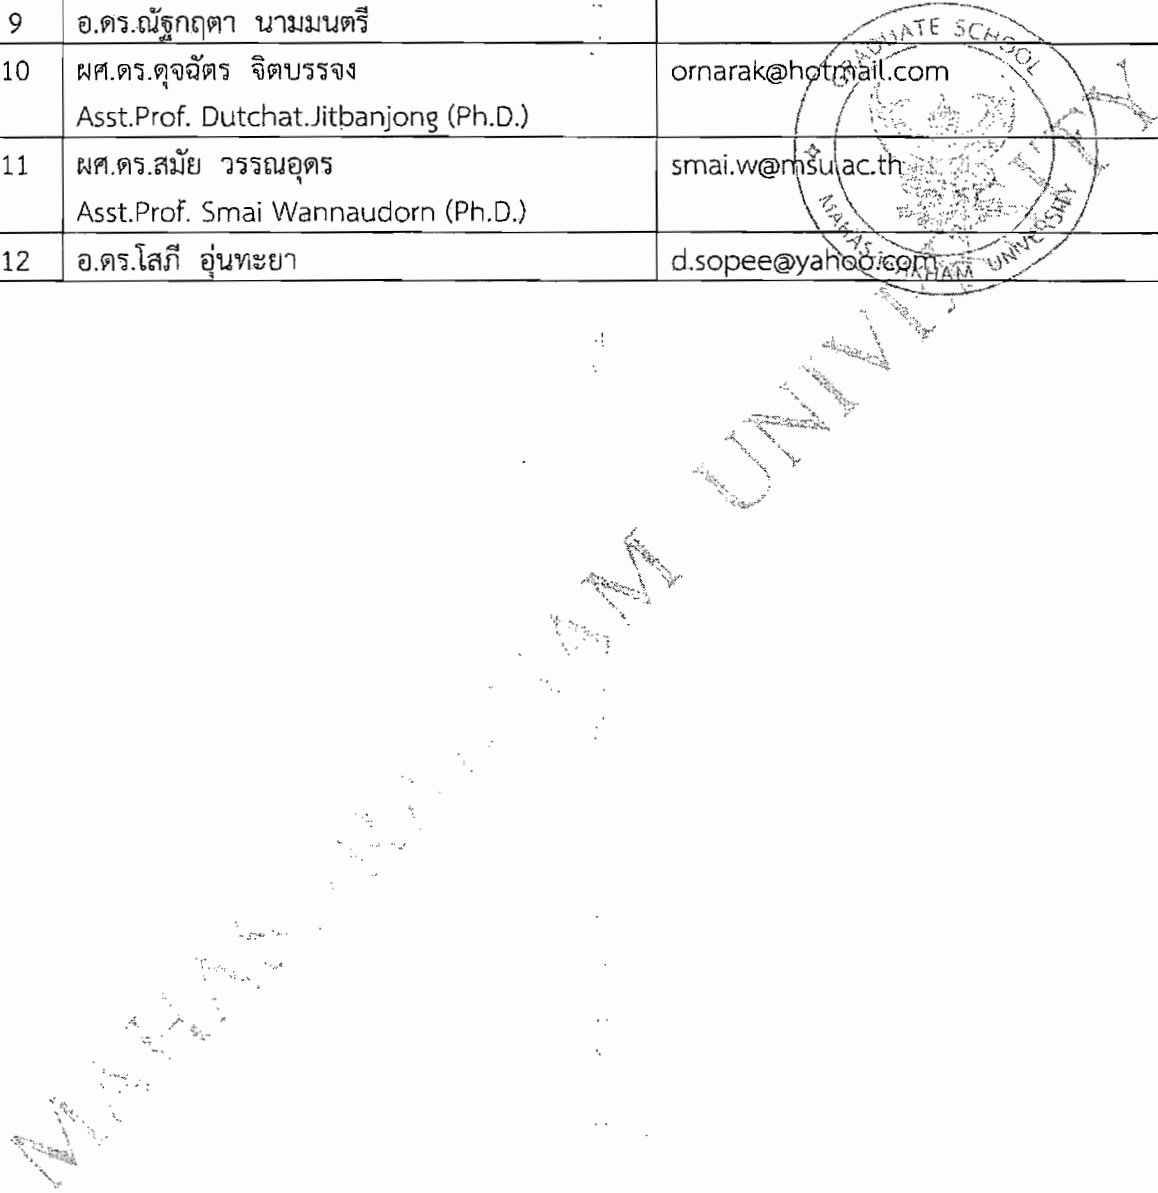 9 อ.ดร.ณัฐกฤตา นามมนตรี
10 ผศ.ดร.ดุจฉัตร จิตบรรจง ornarak@hotmail.com
Asst.Prof. Dutchat.Jitbanjong (Ph.D.)
11 ผศ.ดร.สมัย วรรณอุดร smai.w@msu.ac.th
Asst.Prof. Smai Wannaudorn (Ph.D.)
12 อ.ดร.โสภี อุ่นทะยา d.sopee@yahoo.com
GRADUATE SCHOOL
UNIVERSITY